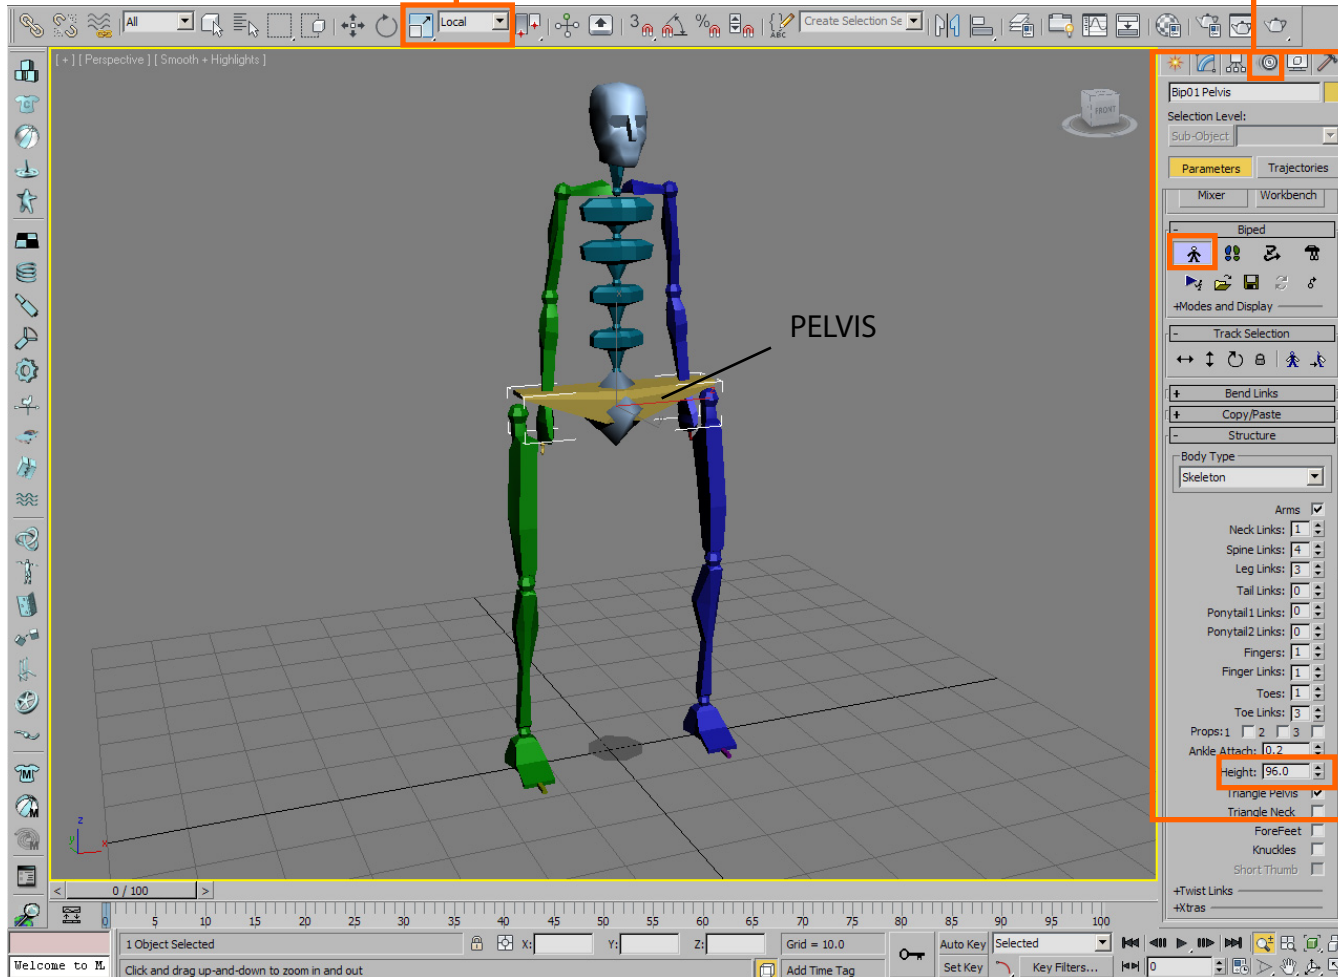 All
Local
3
%
ABC
Create Selection Se
[ + ] [ Perspective ] [ Smooth + Highlights ]
FRONT
PELVIS
z
y
x
Bip01 Pelvis
Selection Level:
Sub-Object
Parameters
Trajectories
Mixer
Workbench
- Biped
+Modes and Display
- Track Selection
+ Bend Links
+ Copy/Paste
- Structure
Body Type
Skeleton
Arms
Neck Links: 1
Spine Links: 4
Leg Links: 3
Tail Links: 0
Ponytail1 Links: 0
Ponytail2 Links: 0
Fingers: 1
Finger Links: 1
Toes: 1
Toe Links: 3
Props: 1 2 3
Ankle Attach: 0.2
Height: 96.0
Triangle Pelvis
Triangle Neck
ForeFeet
Knuckles
Short Thumb
+Twist Links
+Xtras
< 0 / 100 >
0 5 10 15 20 25 30 35 40 45 50 55 60 65 70 75 80 85 90 95 100
1 Object Selected
X:
Y:
Z:
Grid = 10.0
Auto Key
Selected
Welcome to M
Click and drag up-and-down to zoom in and out
Add Time Tag
Set Key
Key Filters...
0